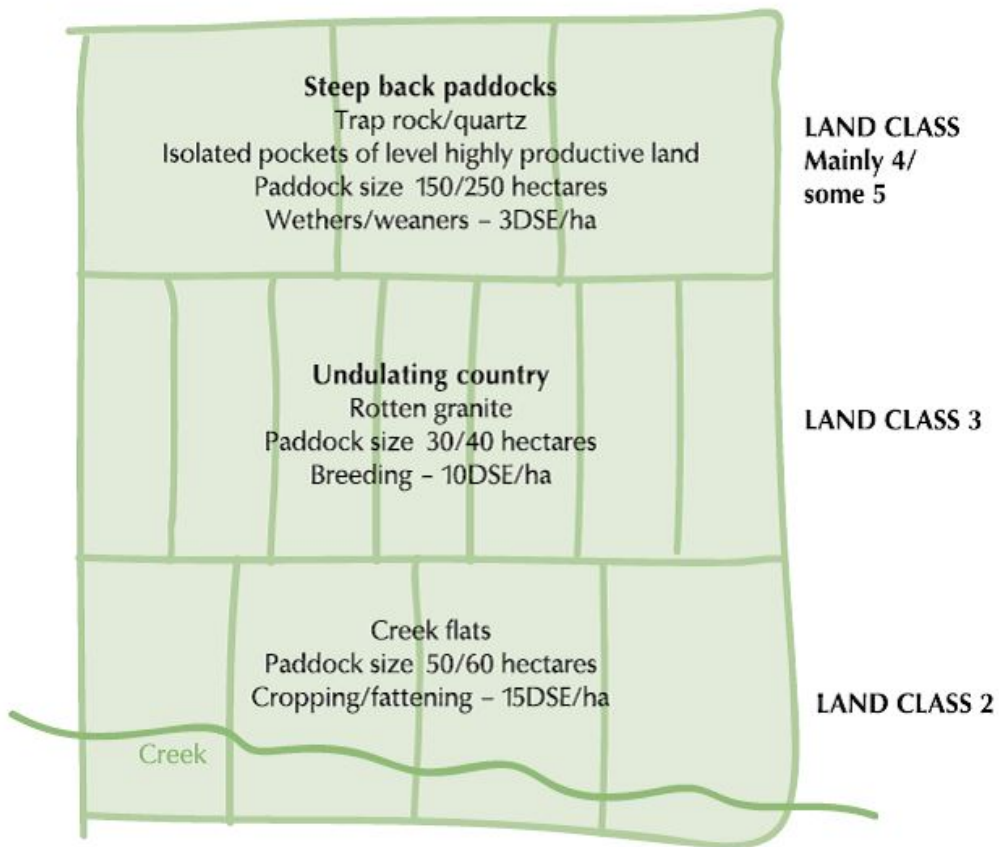 Steep back paddocks
Trap rock/quartz
Isolated pockets of level highly productive land
Paddock size 150/250 hectares
Wethers/weaners – 3DSE/ha
LAND CLASS
Mainly 4/
some 5
Undulating country
Rotten granite
Paddock size 30/40 hectares
Breeding – 10DSE/ha
LAND CLASS 3
Creek flats
Paddock size 50/60 hectares
Cropping/fattening – 15DSE/ha
LAND CLASS 2
Creek